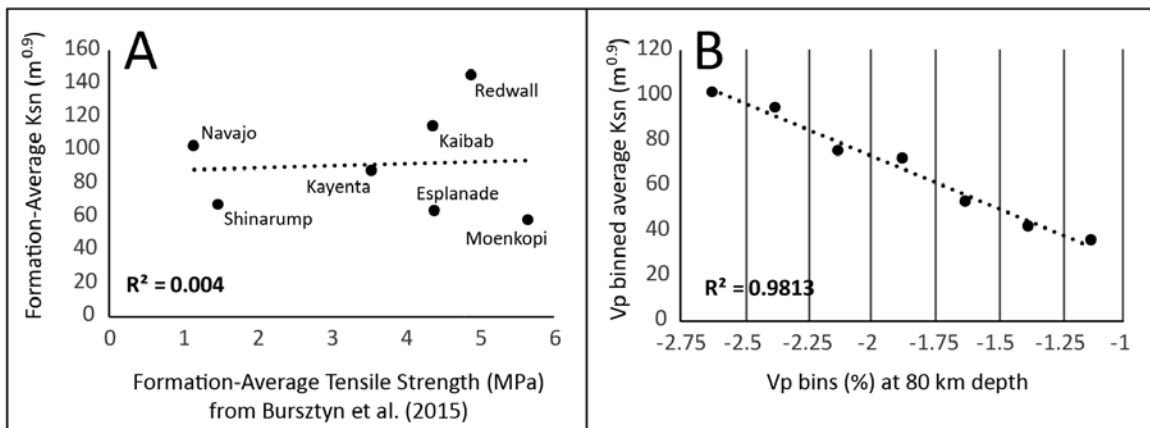 A
Formation-Average Ksn (m0.9)
160
140
120
100
80
60
40
20
0
Navajo
Redwall
Kaibab
Kayenta
Esplanade
Shinarump
Moenkopi
R² = 0.004
0 1 2 3 4 5 6
Formation-Average Tensile Strength (MPa)
from Bursztyn et al. (2015)
B
Vp binned average Ksn (m0.9)
120
100
80
60
40
20
0
R² = 0.9813
-2.75 -2.5 -2.25 -2 -1.75 -1.5 -1.25 -1
Vp bins (%) at 80 km depth